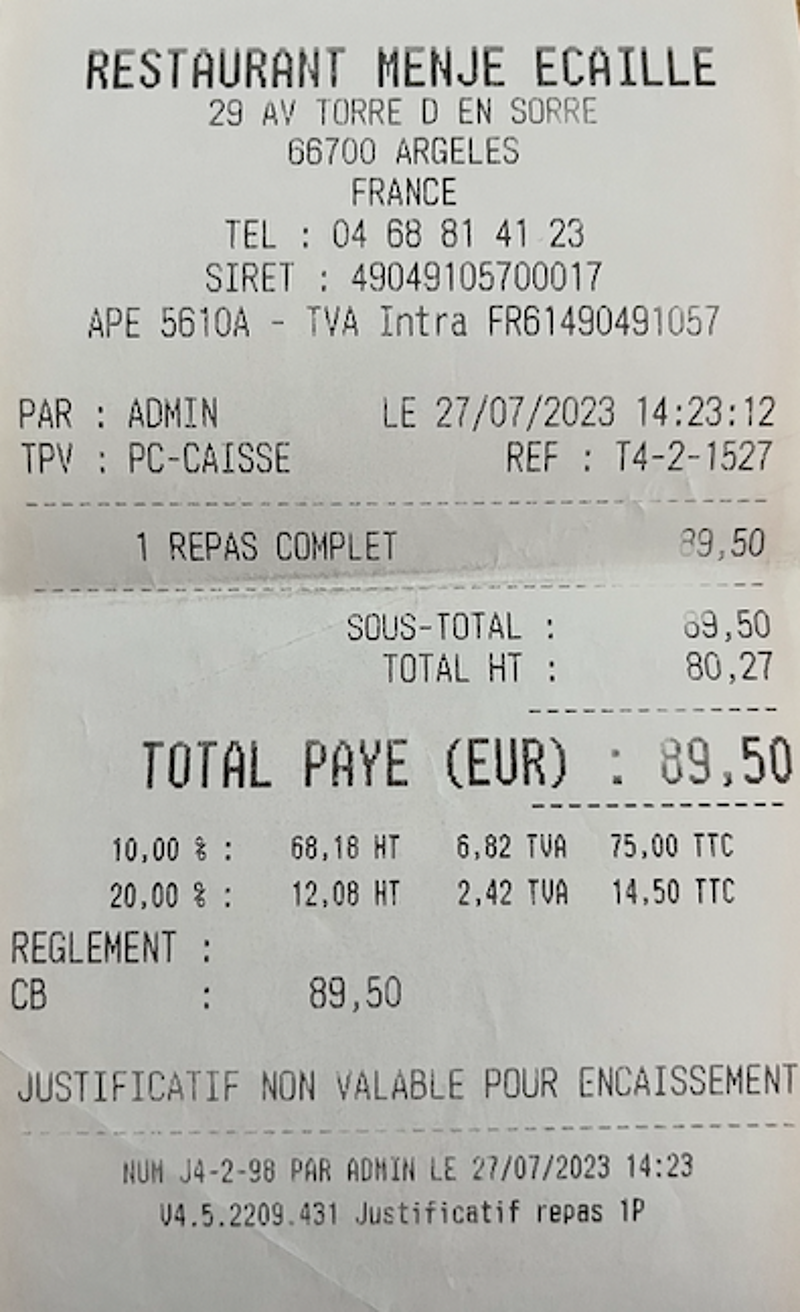 RESTAURANT MENJE ECAILLE
29 AV TORRE D EN SORRE
66700 ARGELES
FRANCE
TEL : 04 68 81 41 23
SIRET : 49049105700017
APE 5610A - TVA Intra FR61490491057
PAR : ADMIN LE 27/07/2023 14:23:12
TPV : PC-CAISSE REF : T4-2-1527
1 REPAS COMPLET 89,50
SOUS-TOTAL : 89,50
TOTAL HT : 80,27
TOTAL PAYE (EUR) : 89,50
10,00 % : 68,18 HT 6,82 TVA 75,00 TTC
20,00 % : 12,08 HT 2,42 TVA 14,50 TTC
REGLEMENT :
CB : 89,50
JUSTIFICATIF NON VALABLE POUR ENCAISSEMENT
NUM J4-2-98 PAR ADMIN LE 27/07/2023 14:23
V4.5.2209.431 Justificatif repas 1P